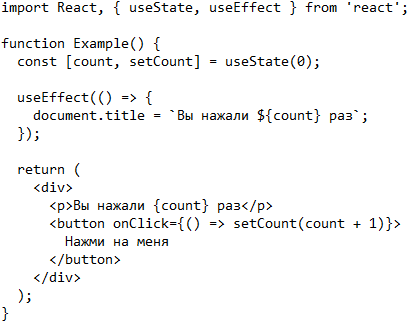 import React, { useState, useEffect } from 'react';

function Example() {
  const [count, setCount] = useState(0);

  useEffect(() => {
    document.title = `Вы нажали ${count} раз`;
  });

  return (
    <div>
      <p>Вы нажали {count} раз</p>
      <button onClick={() => setCount(count + 1)}>
        Нажми на меня
      </button>
    </div>
  );
}